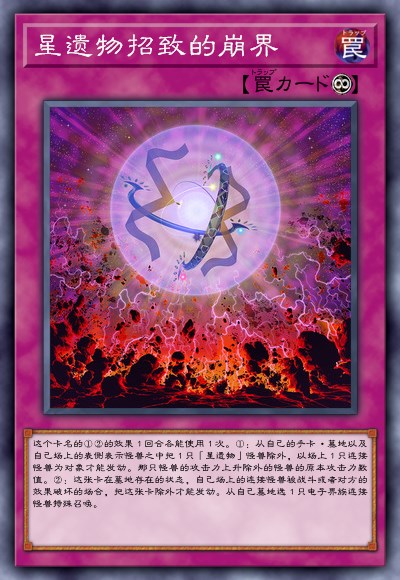 星遗物招致的崩界
トラップ
罠
トラップ
【罠カード】
这个卡名的①②的效果1回合各能使用1次。①：从自己的手卡·墓地以及
自己场上的表侧表示怪兽之中把1只「星遗物」怪兽除外，以场上1只连接
怪兽为对象才能发动。那只怪兽的攻击力上升除外的怪兽的原本攻击力数
值。②：这张卡在墓地存在的状态，自己场上的连接怪兽被战斗或者对方的
效果破坏的场合，把这张卡除外才能发动。从自己墓地选1只电子界族连接
怪兽特殊召唤。